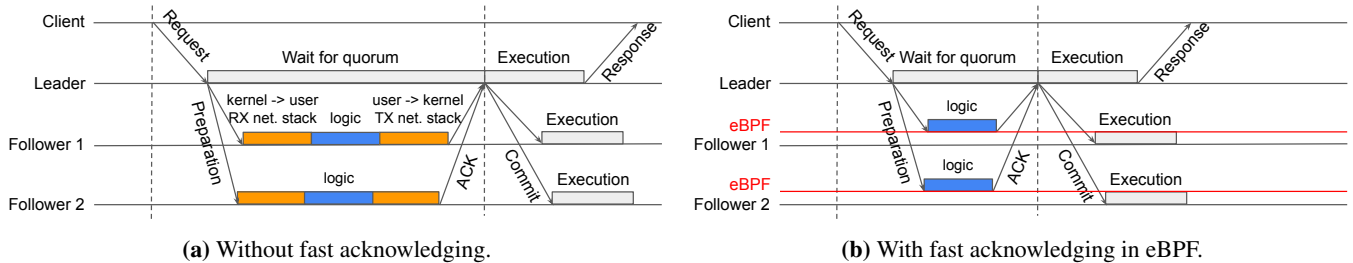 Client
Request
Wait for quorum
Execution
Response
Leader
Preparation
kernel -> user
RX net. stack
logic
user -> kernel
TX net. stack
Execution
Follower 1
logic
ACK
Commit
Execution
Follower 2
(a) Without fast acknowledging.
Client
Request
Wait for quorum
Execution
Response
Leader
Preparation
logic
eBPF
Execution
Follower 1
logic
ACK
Commit
eBPF
Execution
Follower 2
(b) With fast acknowledging in eBPF.